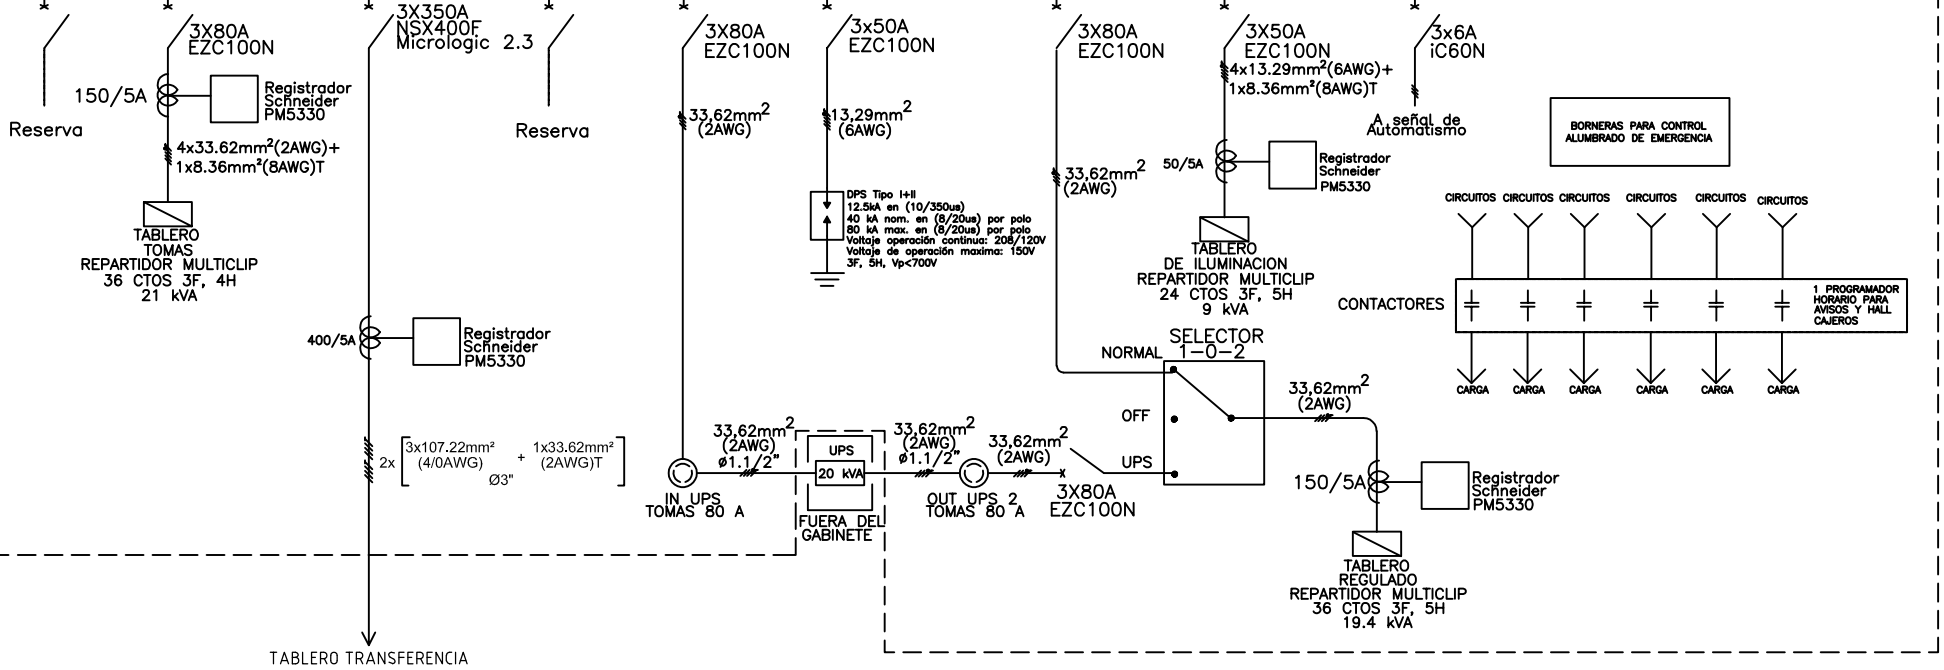 Reserva
3X80A
EZC100N
150/5A
Registrador
Schneider
PM5330
4x33.62mm²(2AWG)+
1x8.36mm²(8AWG)T
TABLERO
TOMAS
REPARTIDOR MULTICLIP
36 CTOS 3F, 4H
21 kVA
3X350A
NSX400F
Micrologic 2.3
400/5A
Registrador
Schneider
PM5330
2x
3x107.22mm²
(4/0AWG)
+
1x33.62mm²
(2AWG)T
Ø3"
TABLERO TRANSFERENCIA
Reserva
3X80A
EZC100N
33,62mm²
(2AWG)
IN UPS
TOMAS 80 A
33,62mm²
(2AWG)
ø1.1/2"
UPS
20 kVA
FUERA DEL
GABINETE
33,62mm²
(2AWG)
ø1.1/2"
OUT UPS 2
TOMAS 80 A
33,62mm²
(2AWG)
3X80A
EZC100N
3x50A
EZC100N
13,29mm²
(6AWG)
DPS Tipo I+II
12.5kA en (10/350us)
40 kA nom. en (8/20us) por polo
80 kA max. en (8/20us) por polo
Voltaje operación continua: 208/120V
Voltaje de operación maxima: 150V
3F, 5H, Vp<700V
3X80A
EZC100N
33,62mm²
(2AWG)
SELECTOR
1-0-2
NORMAL
OFF
UPS
33,62mm²
(2AWG)
150/5A
Registrador
Schneider
PM5330
TABLERO
REGULADO
REPARTIDOR MULTICLIP
36 CTOS 3F, 5H
19.4 kVA
3X50A
EZC100N
4x13.29mm²(6AWG)+
1x8.36mm²(8AWG)T
50/5A
Registrador
Schneider
PM5330
TABLERO
DE ILUMINACION
REPARTIDOR MULTICLIP
24 CTOS 3F, 5H
9 kVA
3x6A
iC60N
A señal de
Automatismo
BORNERAS PARA CONTROL
ALUMBRADO DE EMERGENCIA
CIRCUITOS CIRCUITOS CIRCUITOS CIRCUITOS CIRCUITOS CIRCUITOS
CONTACTORES
1 PROGRAMADOR
HORARIO PARA
AVISOS Y HALL
CAJEROS
CARGA CARGA CARGA CARGA CARGA CARGA